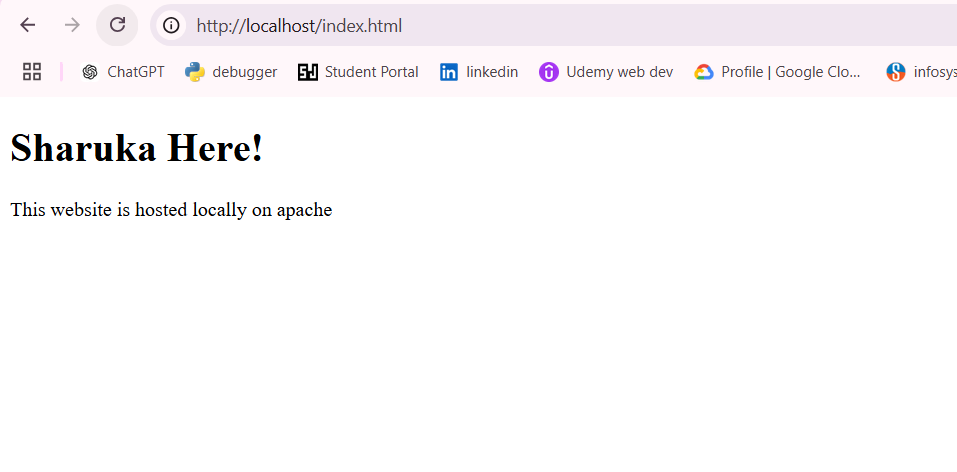 http://localhost/index.html
ChatGPT debugger Student Portal linkedin Udemy web dev Profile | Google Clo... infosys
Sharuka Here!
This website is hosted locally on apache